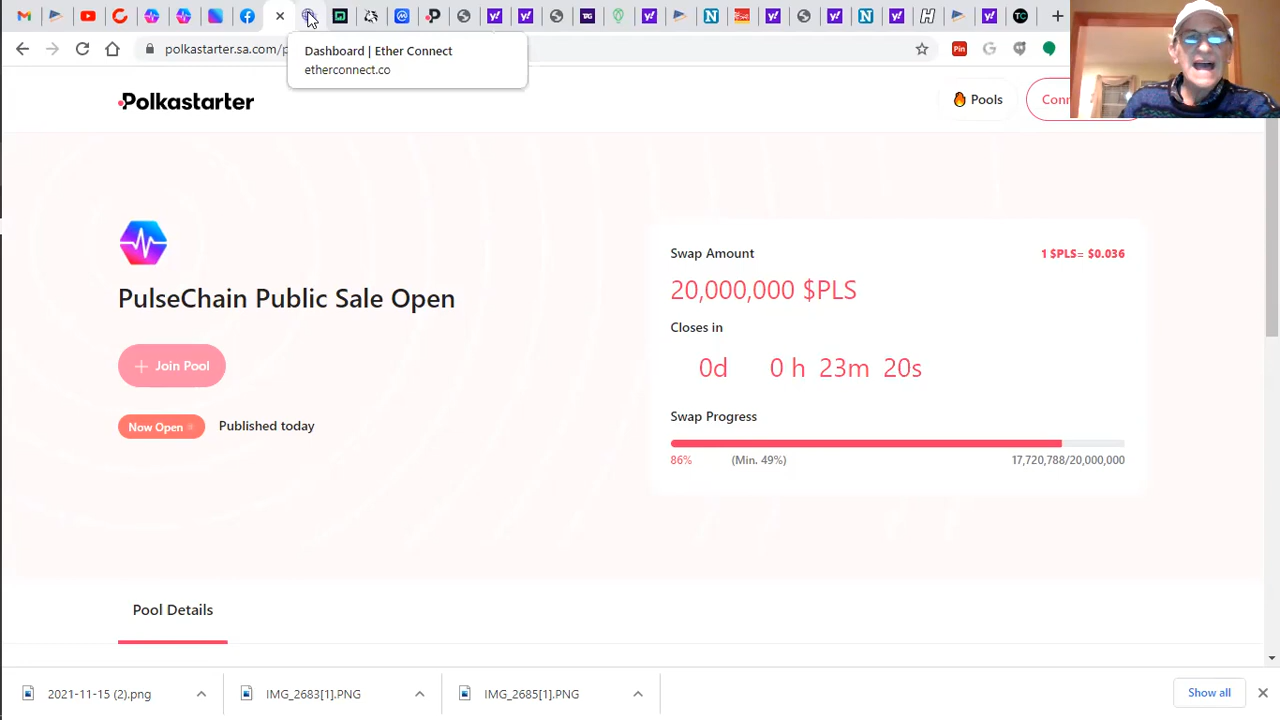 polkastarter.sa.com/p
Dashboard | Ether Connect
etherconnect.co
Pin
Polkastarter
🔥 Pools
Conn
PulseChain Public Sale Open
+ Join Pool
Now Open
Published today
Swap Amount
1 $PLS= $0.036
20,000,000 $PLS
Closes in
0d 0 h 23m 20s
Swap Progress
86% (Min. 49%) 17,720,788/20,000,000
Pool Details
2021-11-15 (2).png
IMG_2683[1].PNG
IMG_2685[1].PNG
Show all